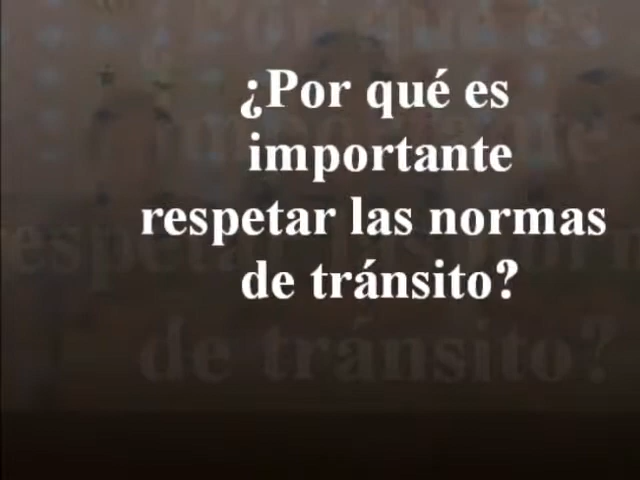 ¿Por qué es
importante
respetar las normas
de tránsito?